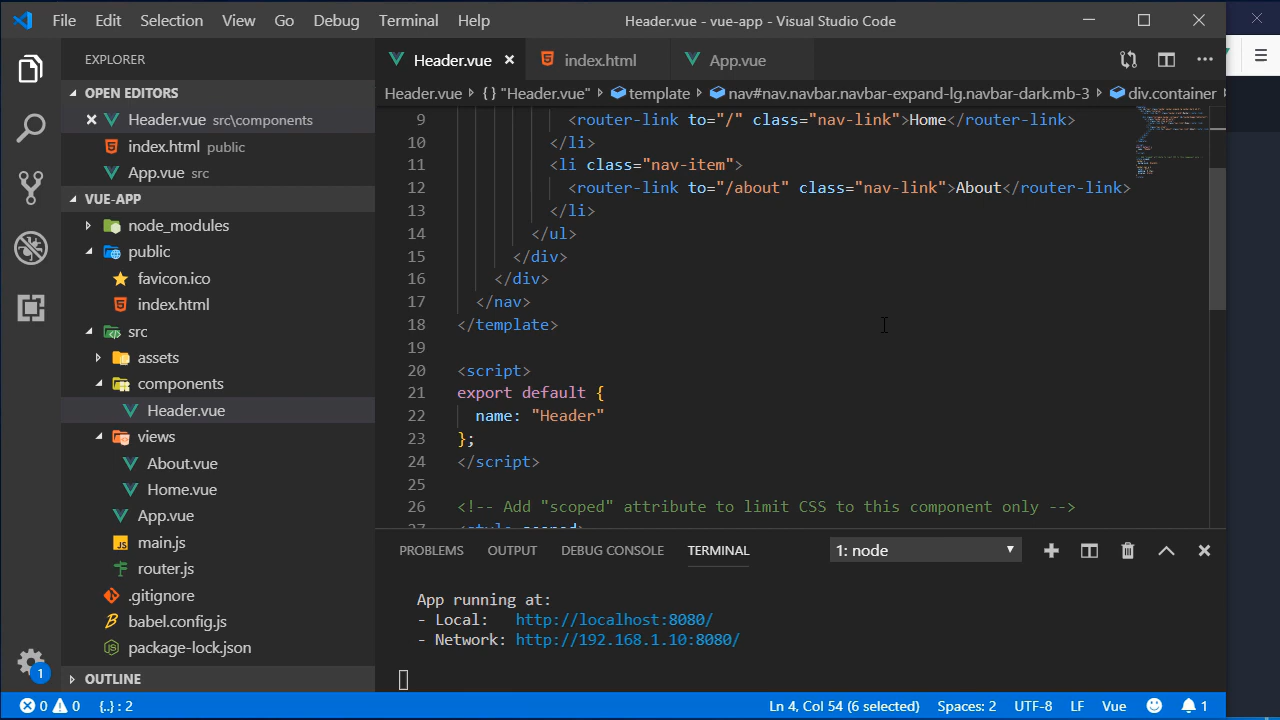 File Edit Selection View Go Debug Terminal Help Header.vue - vue-app - Visual Studio Code
EXPLORER
OPEN EDITORS
Header.vue src\components
index.html public
App.vue src
VUE-APP
node_modules
public
favicon.ico
index.html
src
assets
components
Header.vue
views
About.vue
Home.vue
App.vue
main.js
router.js
.gitignore
babel.config.js
package-lock.json
OUTLINE
Header.vue index.html App.vue
Header.vue › {} "Header.vue" › template › nav#nav.navbar.navbar-expand-lg.navbar-dark.mb-3 › div.container
9 <router-link to="/" class="nav-link">Home</router-link>
10 </li>
11 <li class="nav-item">
12 <router-link to="/about" class="nav-link">About</router-link>
13 </li>
14 </ul>
15 </div>
16 </div>
17 </nav>
18 </template>
19
20 <script>
21 export default {
22 name: "Header"
23 };
24 </script>
25
26 <!-- Add "scoped" attribute to limit CSS to this component only -->
27 <style scoped>
PROBLEMS OUTPUT DEBUG CONSOLE TERMINAL 1: node
App running at:
- Local: http://localhost:8080/
- Network: http://192.168.1.10:8080/
1
0 0 {..} : 2 Ln 4, Col 54 (6 selected) Spaces: 2 UTF-8 LF Vue 1